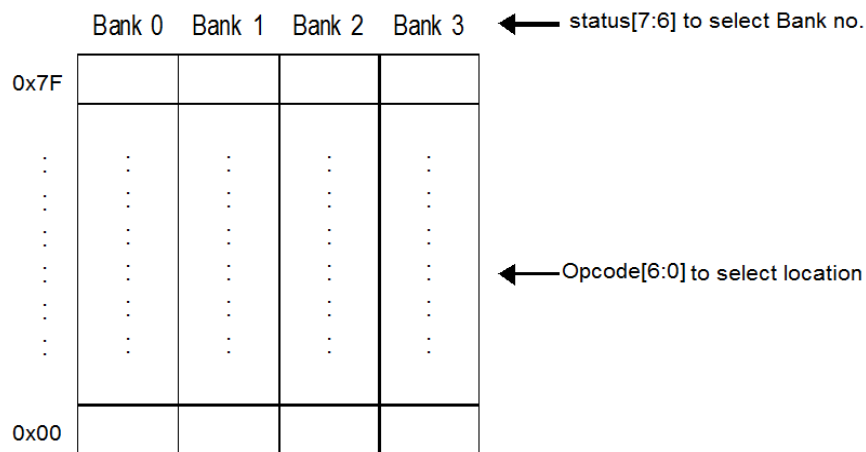 Bank 0 Bank 1 Bank 2 Bank 3 status[7:6] to select Bank no.
0x7F
Opcode[6:0] to select location
0x00